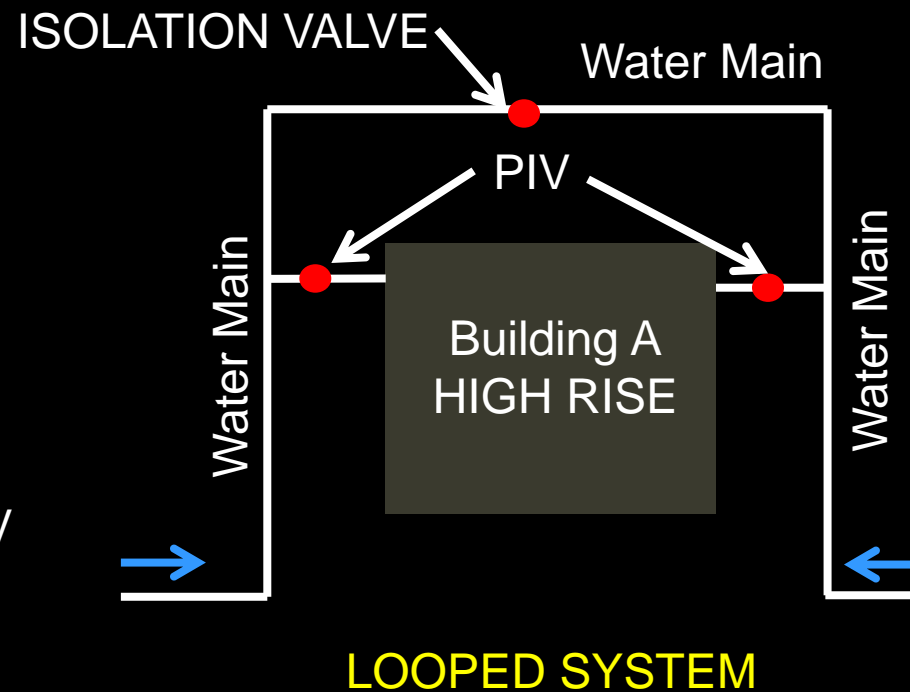 ISOLATION VALVE
Water Main
PIV
Water Main
Water Main
Building A
HIGH RISE
LOOPED SYSTEM